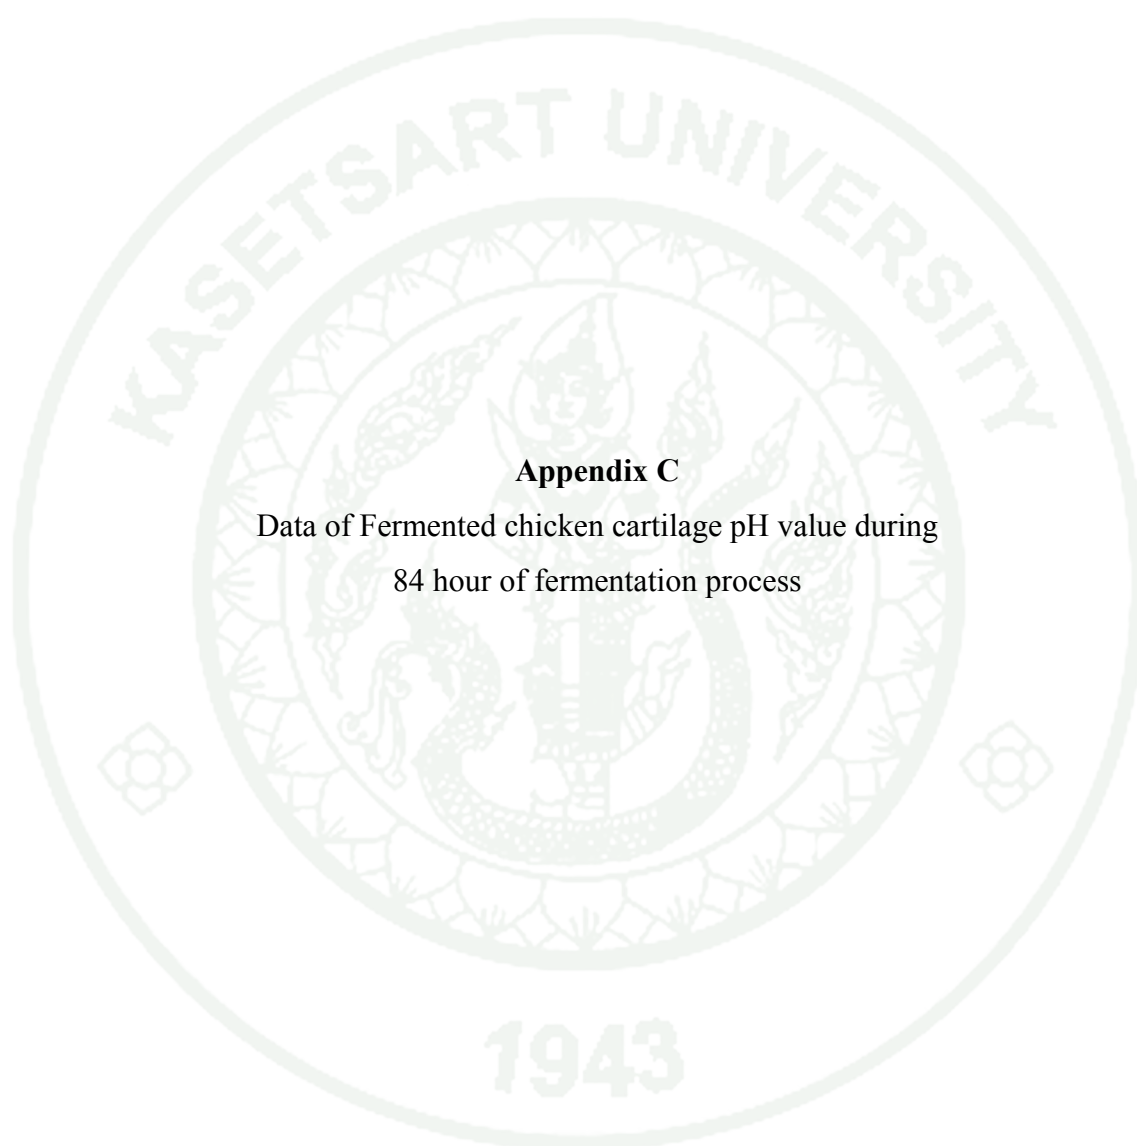 KASETSART UNIVERSITY
Appendix C
Data of Fermented chicken cartilage pH value during
84 hour of fermentation process
1943